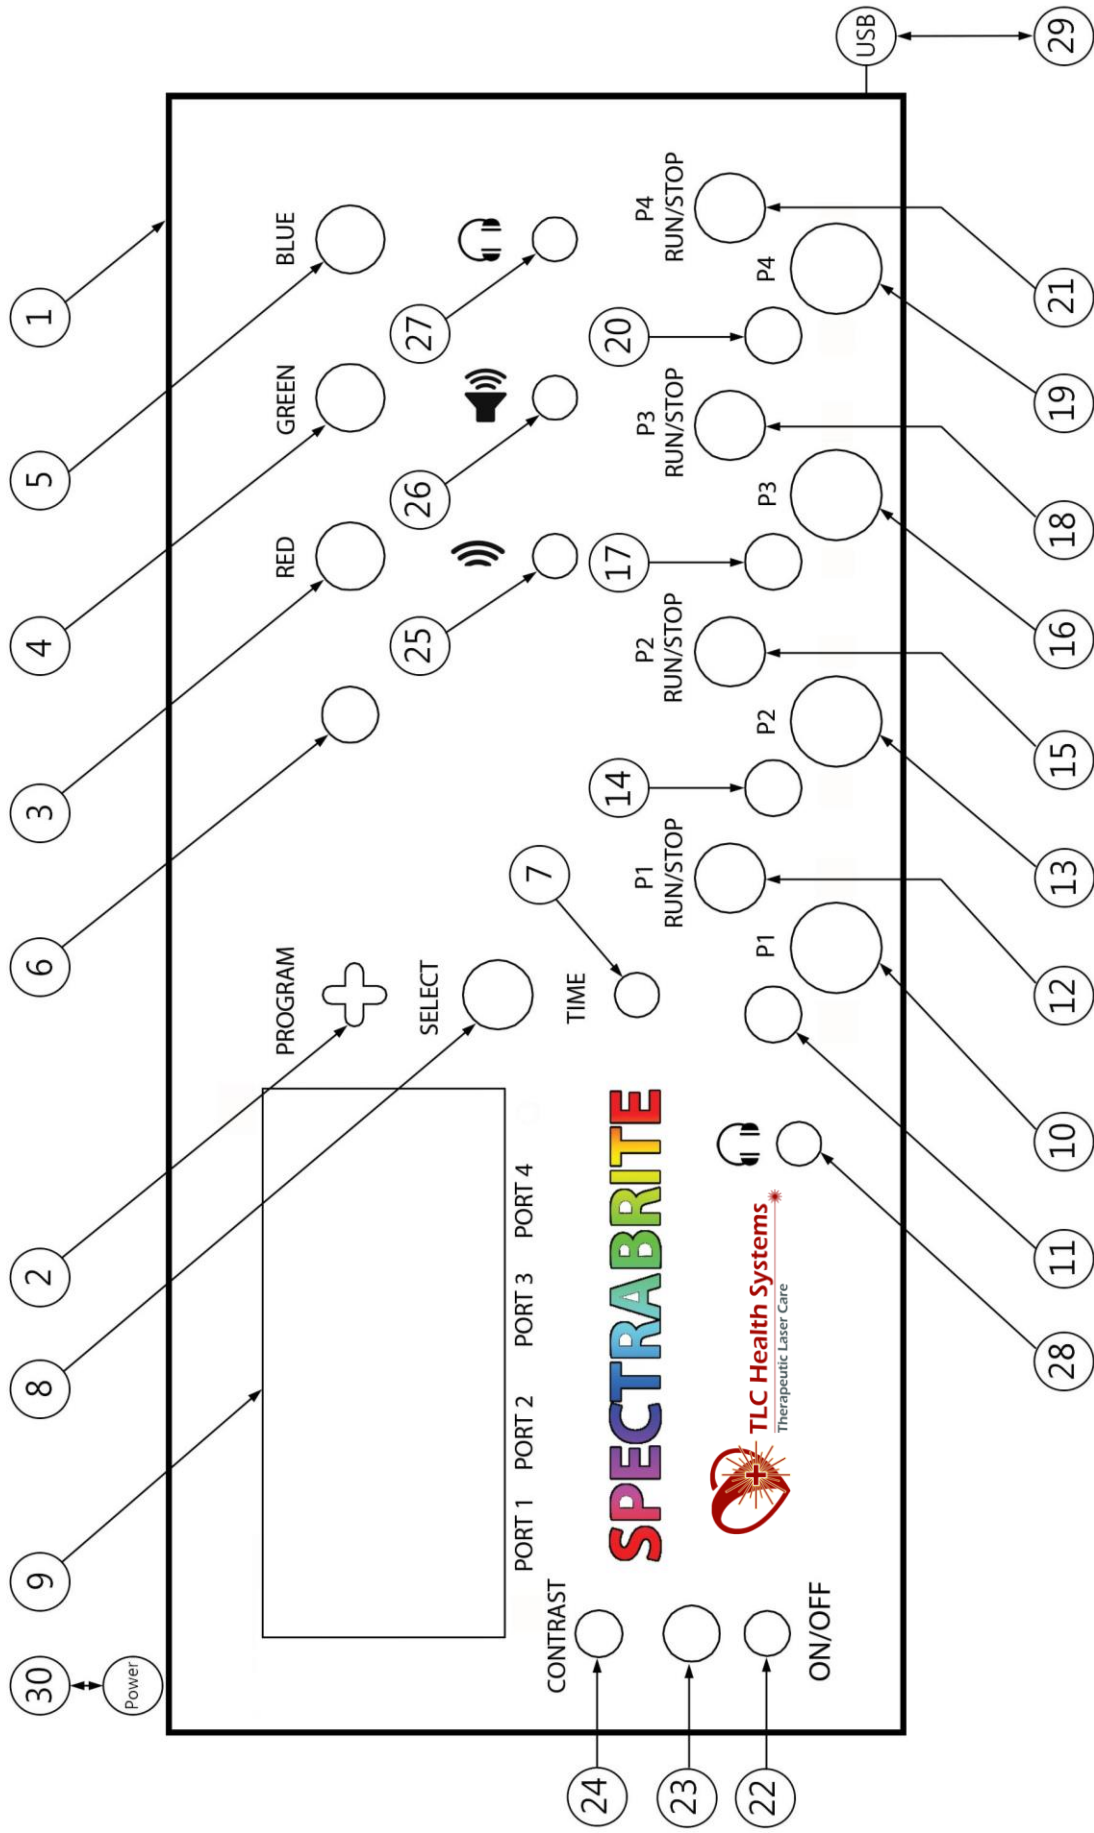 30 9 8 2 6 3 4 5 1
Power
PROGRAM RED GREEN BLUE
SELECT 25 26 27
PORT 1 PORT 2 PORT 3 PORT 4
7
CONTRAST
TIME
24 14 17 20
SPECTRABRITE
P1 P2 P3 P4
RUN/STOP RUN/STOP RUN/STOP RUN/STOP
23
22
TLC Health Systems
P1 P2 P3 P4
Therapeutic Laser Care
ON/OFF
USB
28 11 10 12 13 15 16 18 19 21 29